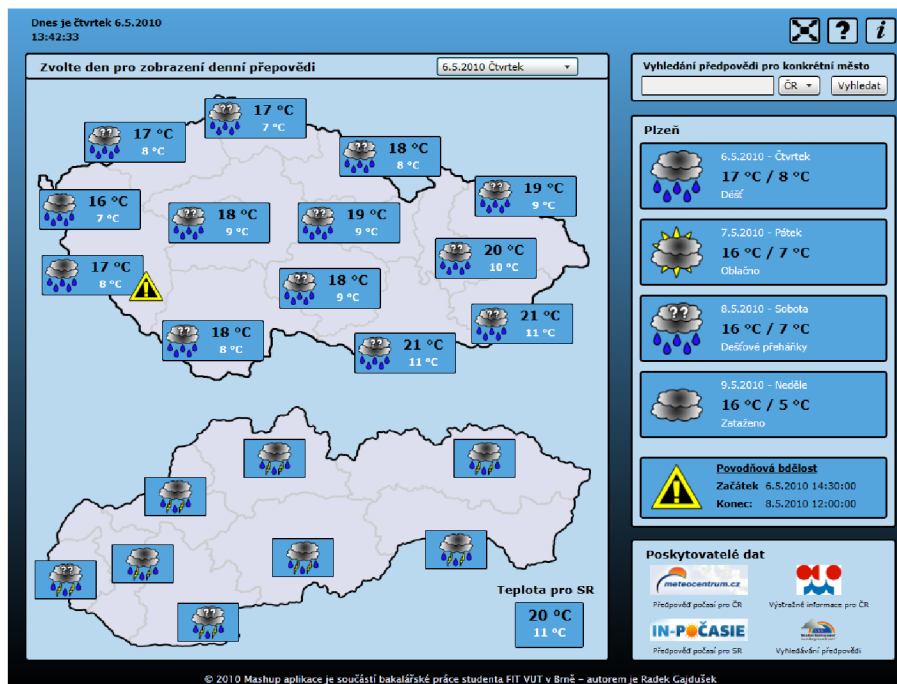 Dnes je čtvrtek 6.5.2010
13:42:33
Zvolte den pro zobrazení denní přepovědi
6.5.2010 Čtvrtek
17 °C
7 °C
17 °C
8 °C
18 °C
8 °C
19 °C
9 °C
16 °C
7 °C
18 °C
9 °C
19 °C
9 °C
20 °C
10 °C
17 °C
8 °C
18 °C
9 °C
21 °C
11 °C
18 °C
8 °C
21 °C
11 °C
Teplota pro SR
20 °C
11 °C
?
i
Vyhledání předpovědi pro konkrétní město
ČR
Vyhledat
Plzeň
6.5.2010 - Čtvrtek
17 °C / 8 °C
Déšť
7.5.2010 - Pátek
16 °C / 7 °C
Oblačno
8.5.2010 - Sobota
16 °C / 7 °C
Dešťové přeháňky
9.5.2010 - Neděle
16 °C / 5 °C
Zataženo
Povodňová bdělost
Začátek 6.5.2010 14:30:00
Konec: 8.5.2010 12:00:00
Poskytovatelé dat
meteocentrum.cz
Předpověď počasí pro ČR
Výstražné informace pro ČR
IN-POČASIE
Předpověď počasí pro SR
Vyhledávání předpovědi
© 2010 Mashup aplikace je součástí bakalářské práce studenta FIT VUT v Brně - autorem je Radek Gajdušek